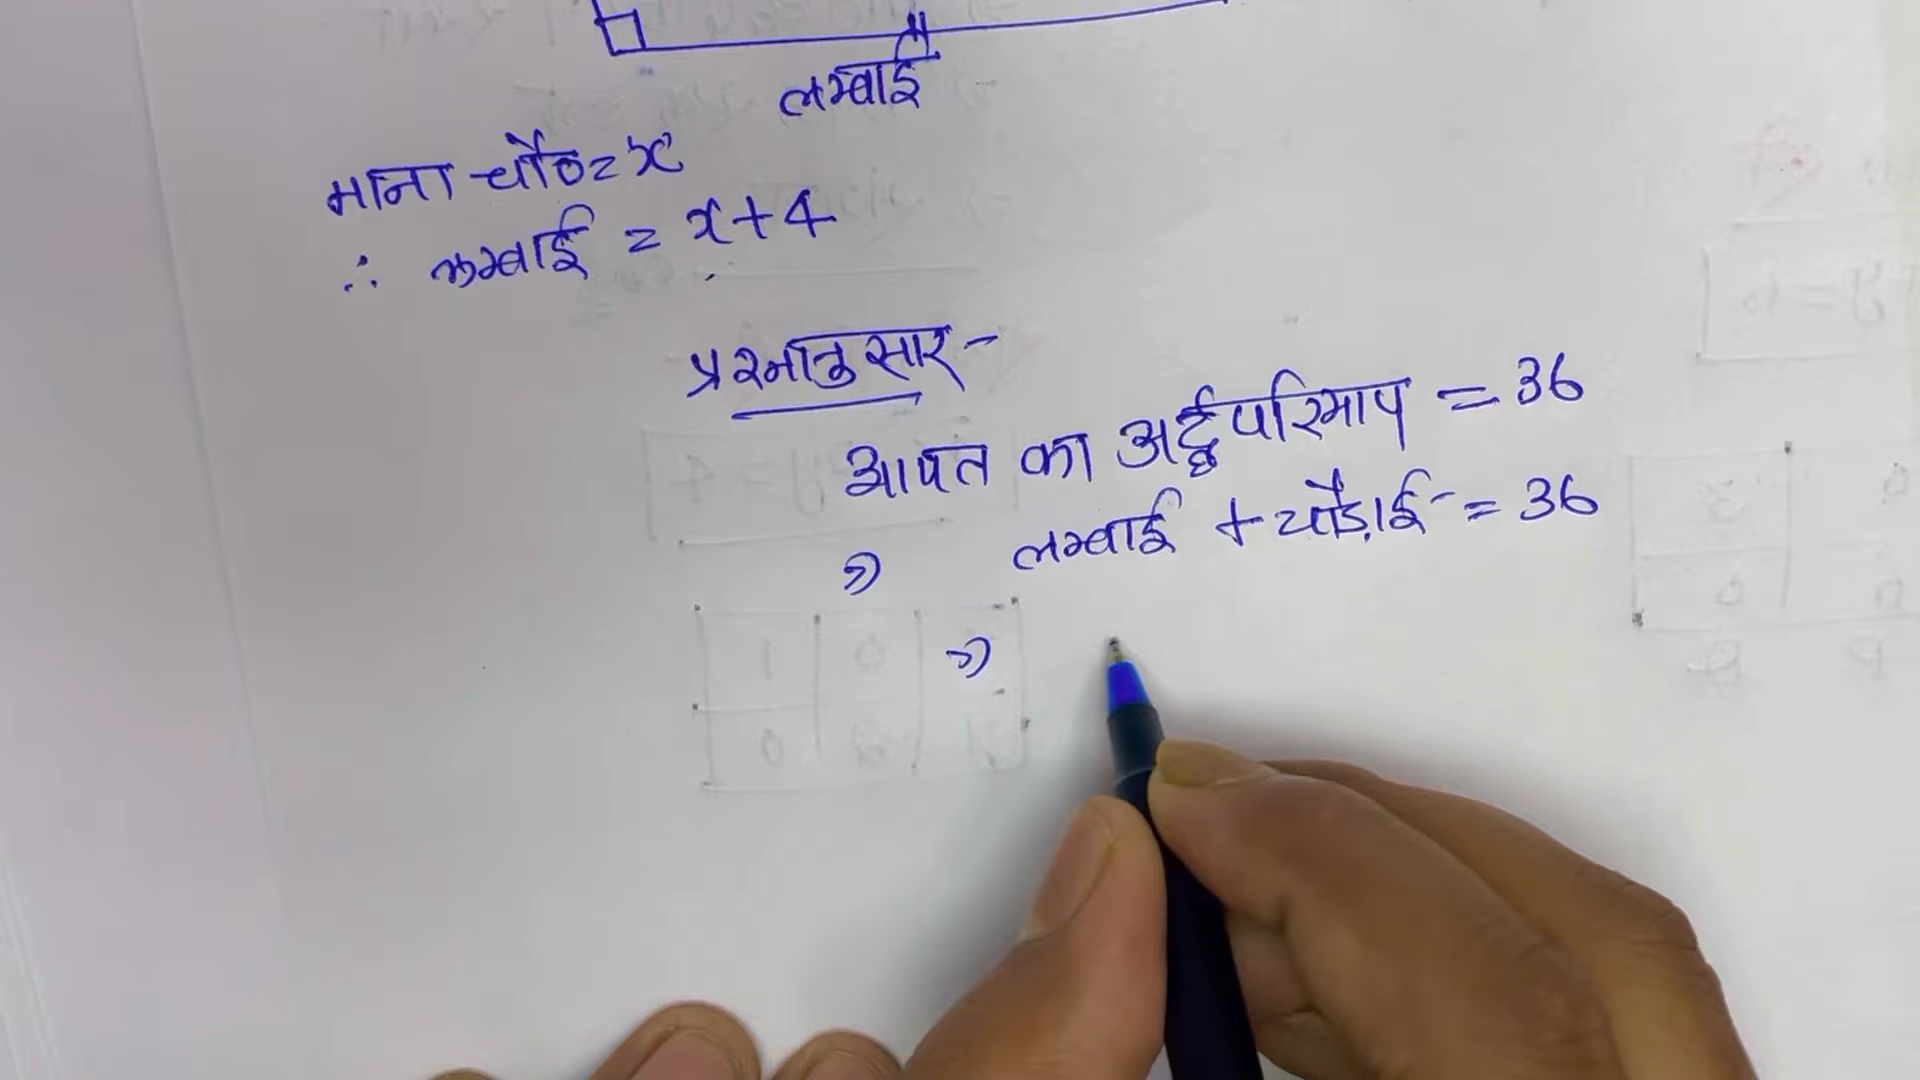 लम्बाई
माना चौ०=x
∴ लम्बाई = x+4
प्रश्नानुसार-
आयत का अर्द्धपरिमाप = 36
⇒ लम्बाई + चौड़ाई = 36
⇒